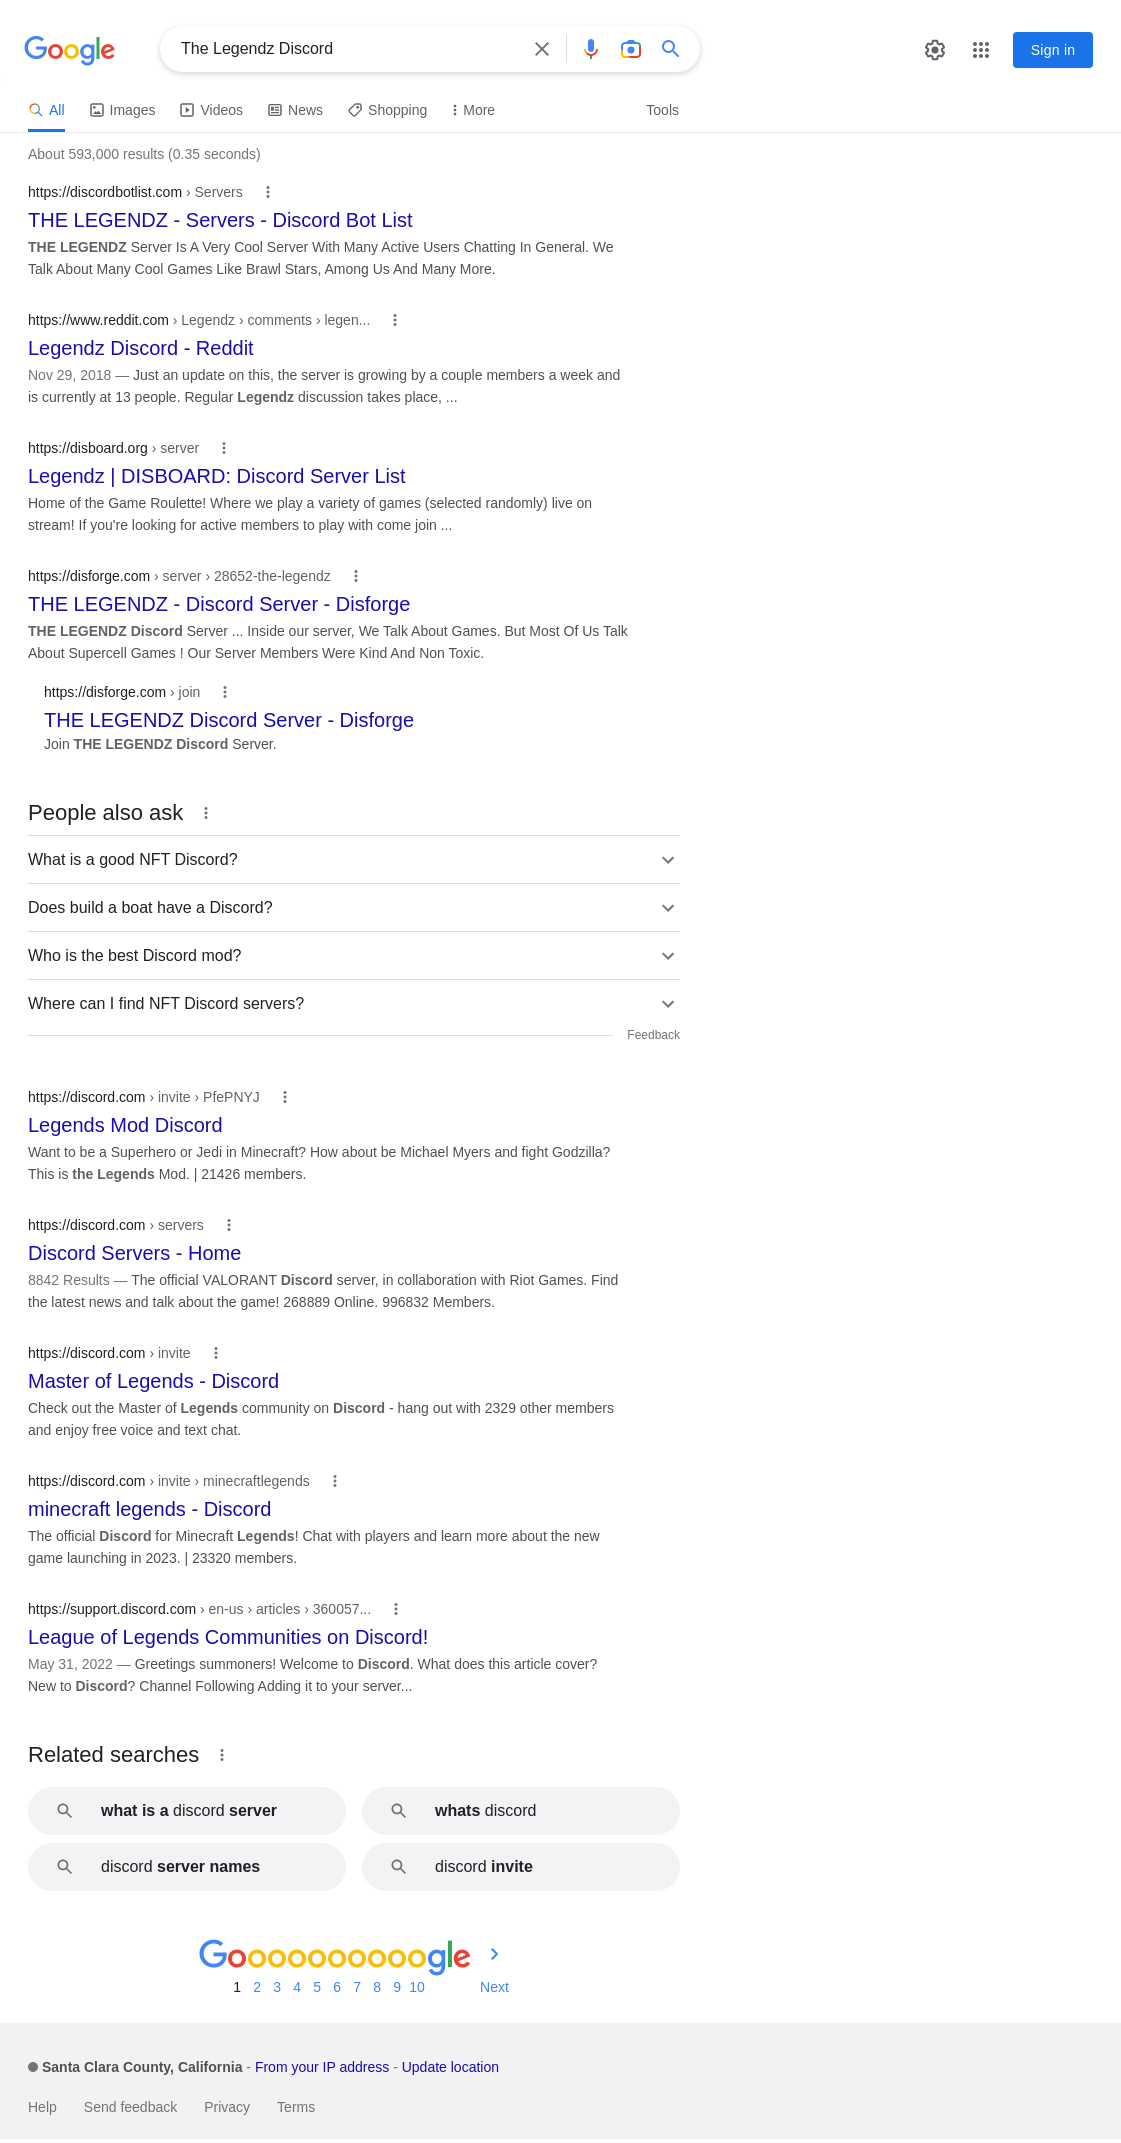 Google
The Legendz Discord
Sign in
All Images Videos News Shopping More Tools
About 593,000 results (0.35 seconds)
https://discordbotlist.com › Servers
THE LEGENDZ - Servers - Discord Bot List
THE LEGENDZ Server Is A Very Cool Server With Many Active Users Chatting In General. We
Talk About Many Cool Games Like Brawl Stars, Among Us And Many More.
https://www.reddit.com › Legendz › comments › legen...
Legendz Discord - Reddit
Nov 29, 2018 — Just an update on this, the server is growing by a couple members a week and
is currently at 13 people. Regular Legendz discussion takes place, ...
https://disboard.org › server
Legendz | DISBOARD: Discord Server List
Home of the Game Roulette! Where we play a variety of games (selected randomly) live on
stream! If you're looking for active members to play with come join ...
https://disforge.com › server › 28652-the-legendz
THE LEGENDZ - Discord Server - Disforge
THE LEGENDZ Discord Server ... Inside our server, We Talk About Games. But Most Of Us Talk
About Supercell Games ! Our Server Members Were Kind And Non Toxic.
https://disforge.com › join
THE LEGENDZ Discord Server - Disforge
Join THE LEGENDZ Discord Server.
People also ask
What is a good NFT Discord?
Does build a boat have a Discord?
Who is the best Discord mod?
Where can I find NFT Discord servers?
Feedback
https://discord.com › invite › PfePNYJ
Legends Mod Discord
Want to be a Superhero or Jedi in Minecraft? How about be Michael Myers and fight Godzilla?
This is the Legends Mod. | 21426 members.
https://discord.com › servers
Discord Servers - Home
8842 Results — The official VALORANT Discord server, in collaboration with Riot Games. Find
the latest news and talk about the game! 268889 Online. 996832 Members.
https://discord.com › invite
Master of Legends - Discord
Check out the Master of Legends community on Discord - hang out with 2329 other members
and enjoy free voice and text chat.
https://discord.com › invite › minecraftlegends
minecraft legends - Discord
The official Discord for Minecraft Legends! Chat with players and learn more about the new
game launching in 2023. | 23320 members.
https://support.discord.com › en-us › articles › 360057...
League of Legends Communities on Discord!
May 31, 2022 — Greetings summoners! Welcome to Discord. What does this article cover?
New to Discord? Channel Following Adding it to your server...
Related searches
what is a discord server
whats discord
discord server names
discord invite
Goooooooooogle
1 2 3 4 5 6 7 8 9 10 Next
Santa Clara County, California - From your IP address - Update location
Help Send feedback Privacy Terms